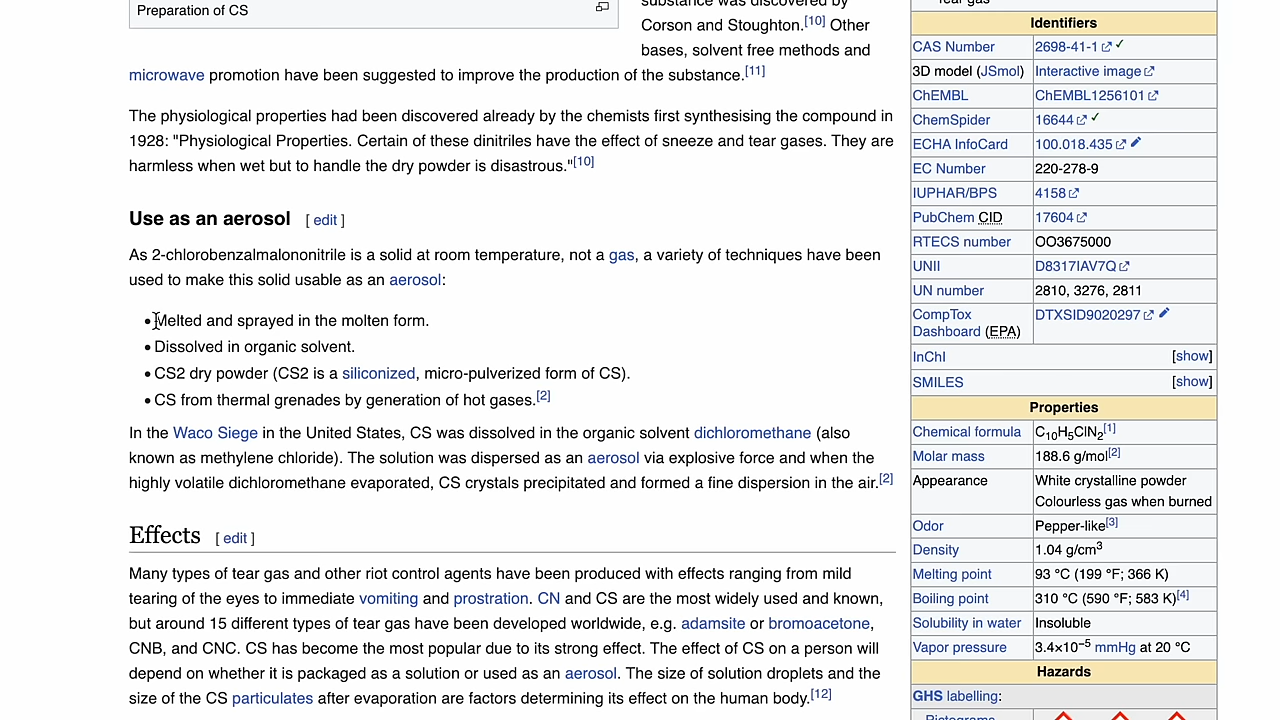 Preparation of CS
substance was discovered by
Corson and Stoughton.[10] Other
bases, solvent free methods and
microwave promotion have been suggested to improve the production of the substance.[11]
The physiological properties had been discovered already by the chemists first synthesising the compound in
1928: "Physiological Properties. Certain of these dinitriles have the effect of sneeze and tear gases. They are
harmless when wet but to handle the dry powder is disastrous."[10]
Use as an aerosol [ edit ]
As 2-chlorobenzalmalononitrile is a solid at room temperature, not a gas, a variety of techniques have been
used to make this solid usable as an aerosol:
• Melted and sprayed in the molten form.
• Dissolved in organic solvent.
• CS2 dry powder (CS2 is a siliconized, micro-pulverized form of CS).
• CS from thermal grenades by generation of hot gases.[2]
In the Waco Siege in the United States, CS was dissolved in the organic solvent dichloromethane (also
known as methylene chloride). The solution was dispersed as an aerosol via explosive force and when the
highly volatile dichloromethane evaporated, CS crystals precipitated and formed a fine dispersion in the air.[2]
Effects [ edit ]
Many types of tear gas and other riot control agents have been produced with effects ranging from mild
tearing of the eyes to immediate vomiting and prostration. CN and CS are the most widely used and known,
but around 15 different types of tear gas have been developed worldwide, e.g. adamsite or bromoacetone,
CNB, and CNC. CS has become the most popular due to its strong effect. The effect of CS on a person will
depend on whether it is packaged as a solution or used as an aerosol. The size of solution droplets and the
size of the CS particulates after evaporation are factors determining its effect on the human body.[12]
Tear gas
Identifiers
CAS Number 2698-41-1 ✓
3D model (JSmol) Interactive image
ChEMBL ChEMBL1256101
ChemSpider 16644 ✓
ECHA InfoCard 100.018.435
EC Number 220-278-9
IUPHAR/BPS 4158
PubChem CID 17604
RTECS number OO3675000
UNII D8317IAV7Q
UN number 2810, 3276, 2811
CompTox DTXSID9020297
Dashboard (EPA)
InChI [show]
SMILES [show]
Properties
Chemical formula C10H5ClN2[1]
Molar mass 188.6 g/mol[2]
Appearance White crystalline powder
Colourless gas when burned
Odor Pepper-like[3]
Density 1.04 g/cm3
Melting point 93 °C (199 °F; 366 K)
Boiling point 310 °C (590 °F; 583 K)[4]
Solubility in water Insoluble
Vapor pressure 3.4×10−5 mmHg at 20 °C
Hazards
GHS labelling:
Pictograms